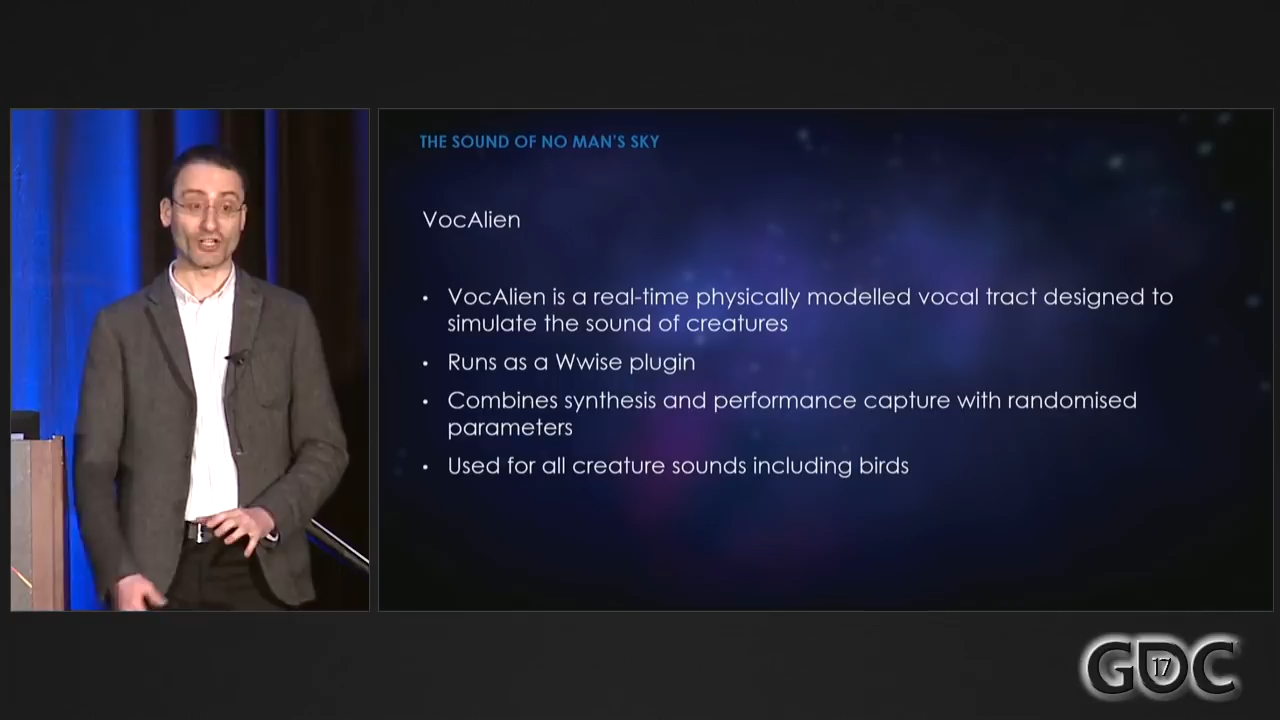 THE SOUND OF NO MAN'S SKY
VocAlien
• VocAlien is a real-time physically modelled vocal tract designed to
simulate the sound of creatures
• Runs as a Wwise plugin
• Combines synthesis and performance capture with randomised
parameters
• Used for all creature sounds including birds
GDC
17